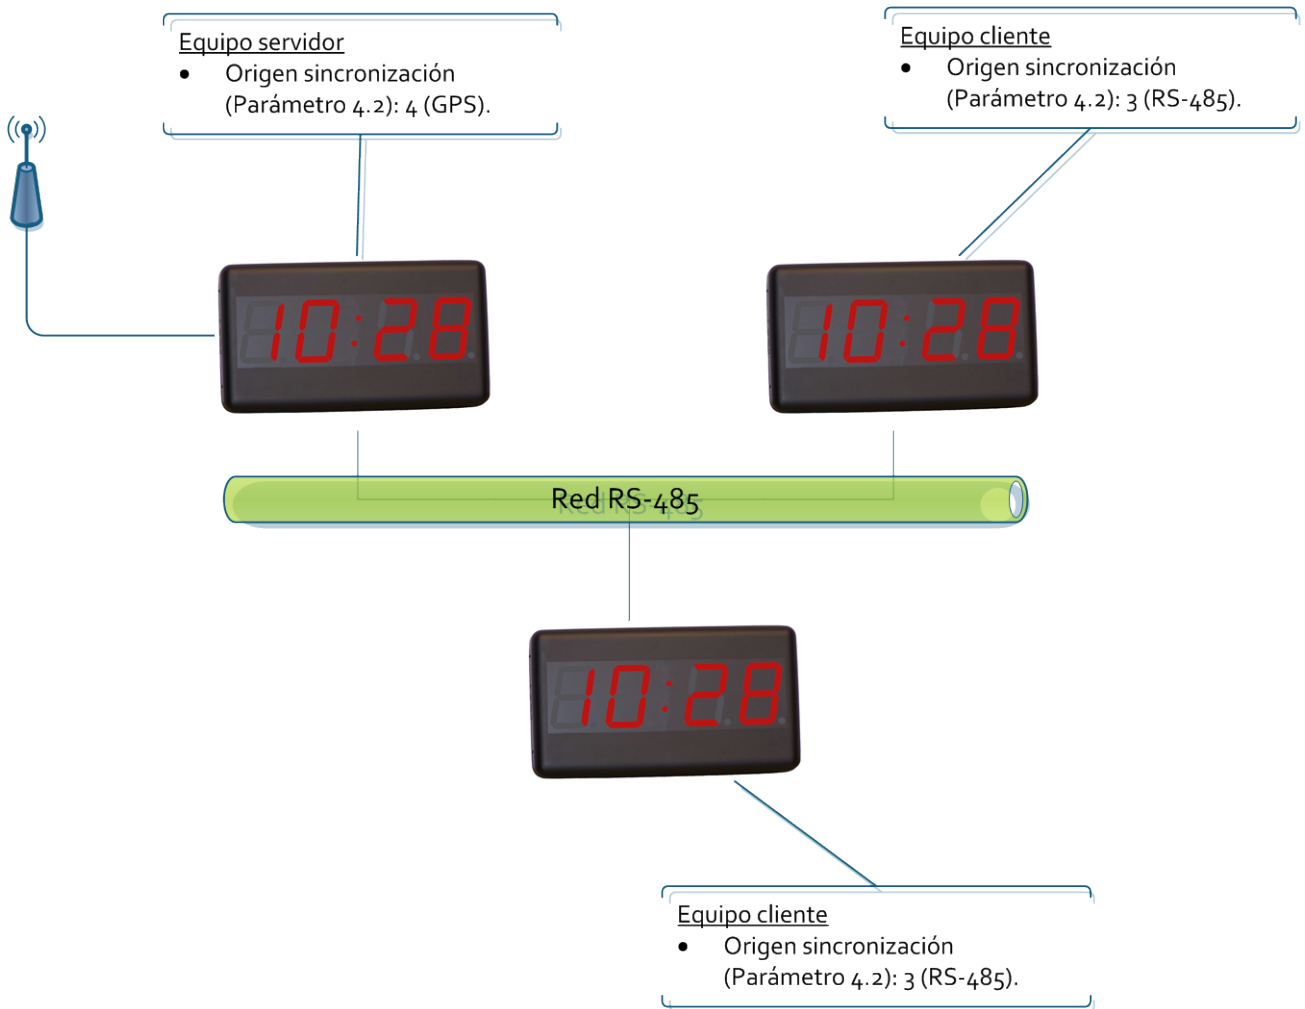 Equipo servidor
• Origen sincronización
(Parámetro 4.2): 4 (GPS).
Equipo cliente
• Origen sincronización
(Parámetro 4.2): 3 (RS-485).
10:28
10:28
Red RS-485
10:28
Equipo cliente
• Origen sincronización
(Parámetro 4.2): 3 (RS-485).